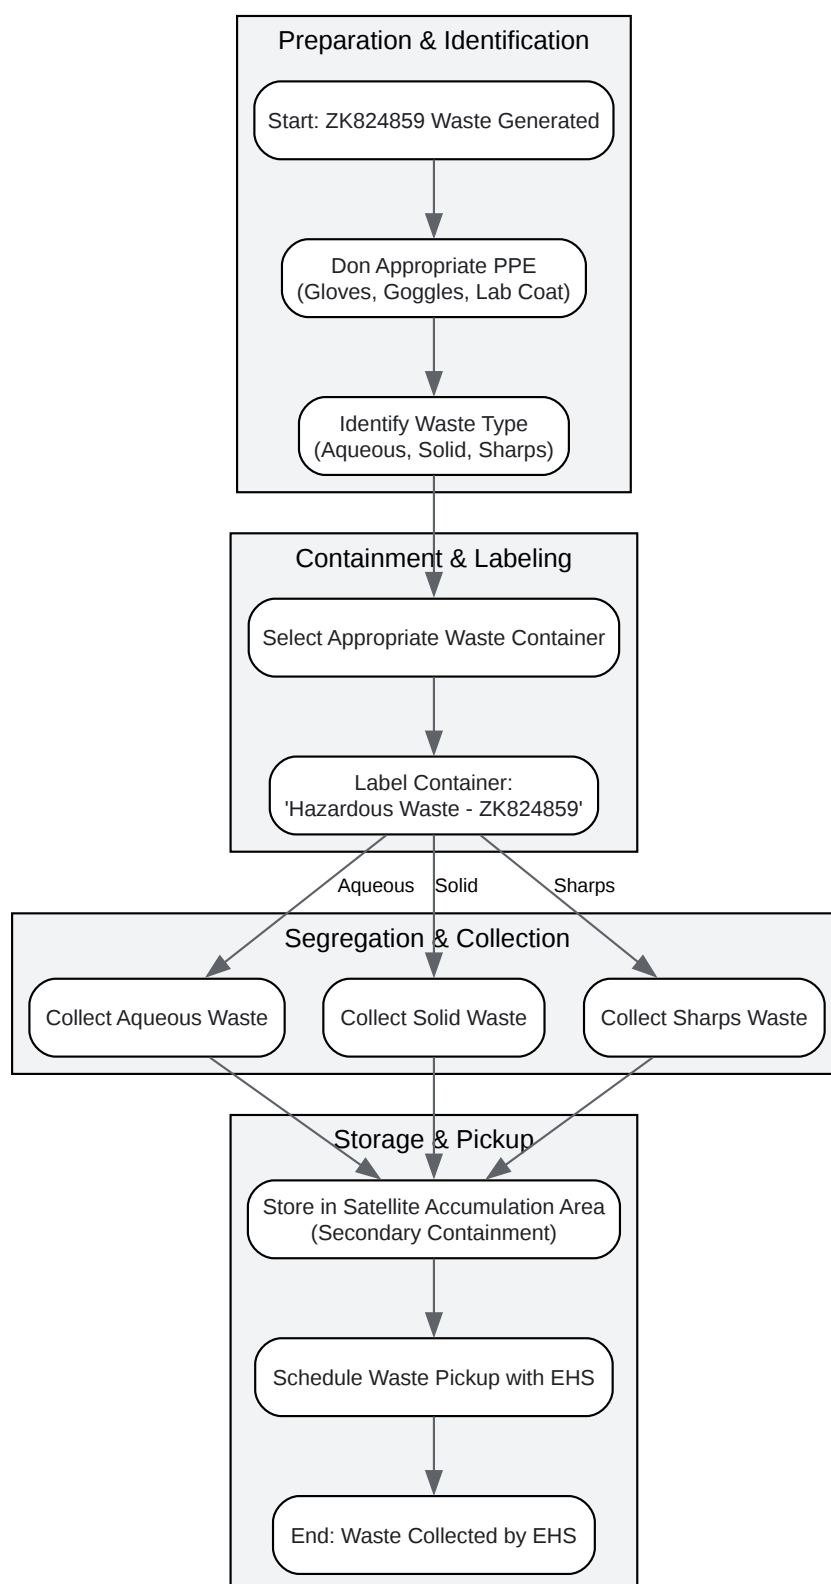 Preparation & Identification
Start: ZK824859 Waste Generated
Don Appropriate PPE
(Gloves, Goggles, Lab Coat)
Identify Waste Type
(Aqueous, Solid, Sharps)
Containment & Labeling
Select Appropriate Waste Container
Label Container:
'Hazardous Waste - ZK824859'
Aqueous
Solid
Sharps
Segregation & Collection
Collect Aqueous Waste
Collect Solid Waste
Collect Sharps Waste
Storage & Pickup
Store in Satellite Accumulation Area
(Secondary Containment)
Schedule Waste Pickup with EHS
End: Waste Collected by EHS